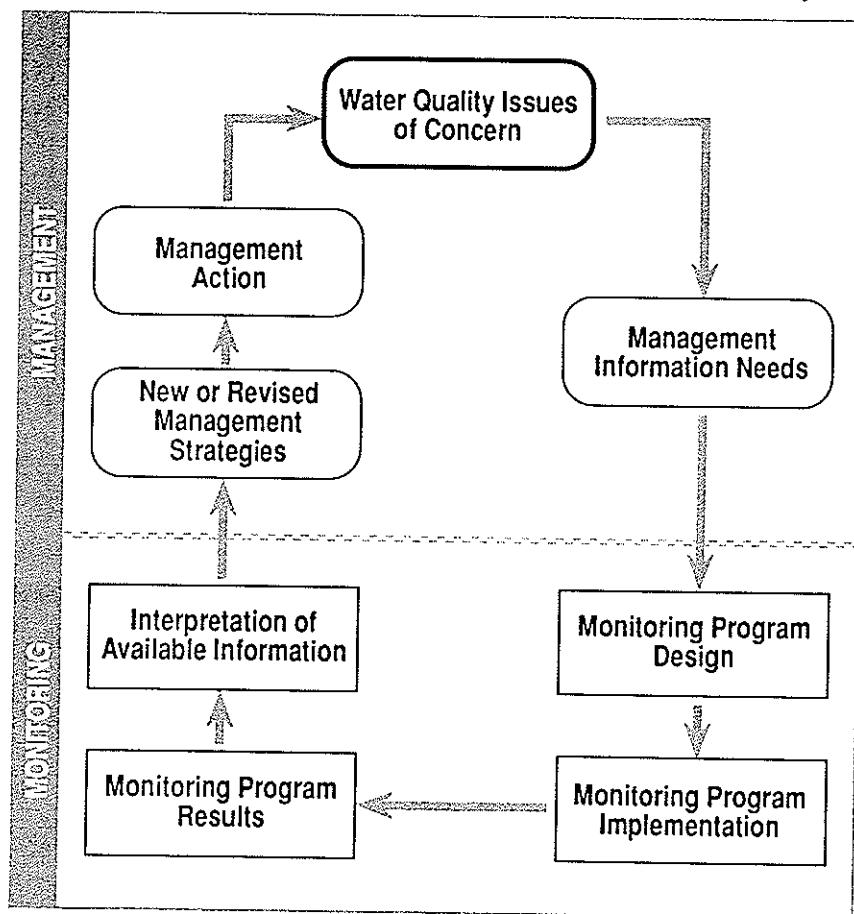 Water Quality Issues
of Concern
Management
Action
Management
Information Needs
New or Revised
Management
Strategies
MANAGEMENT
Interpretation of
Available Information
Monitoring Program
Design
Monitoring Program
Results
Monitoring Program
Implementation
MONITORING